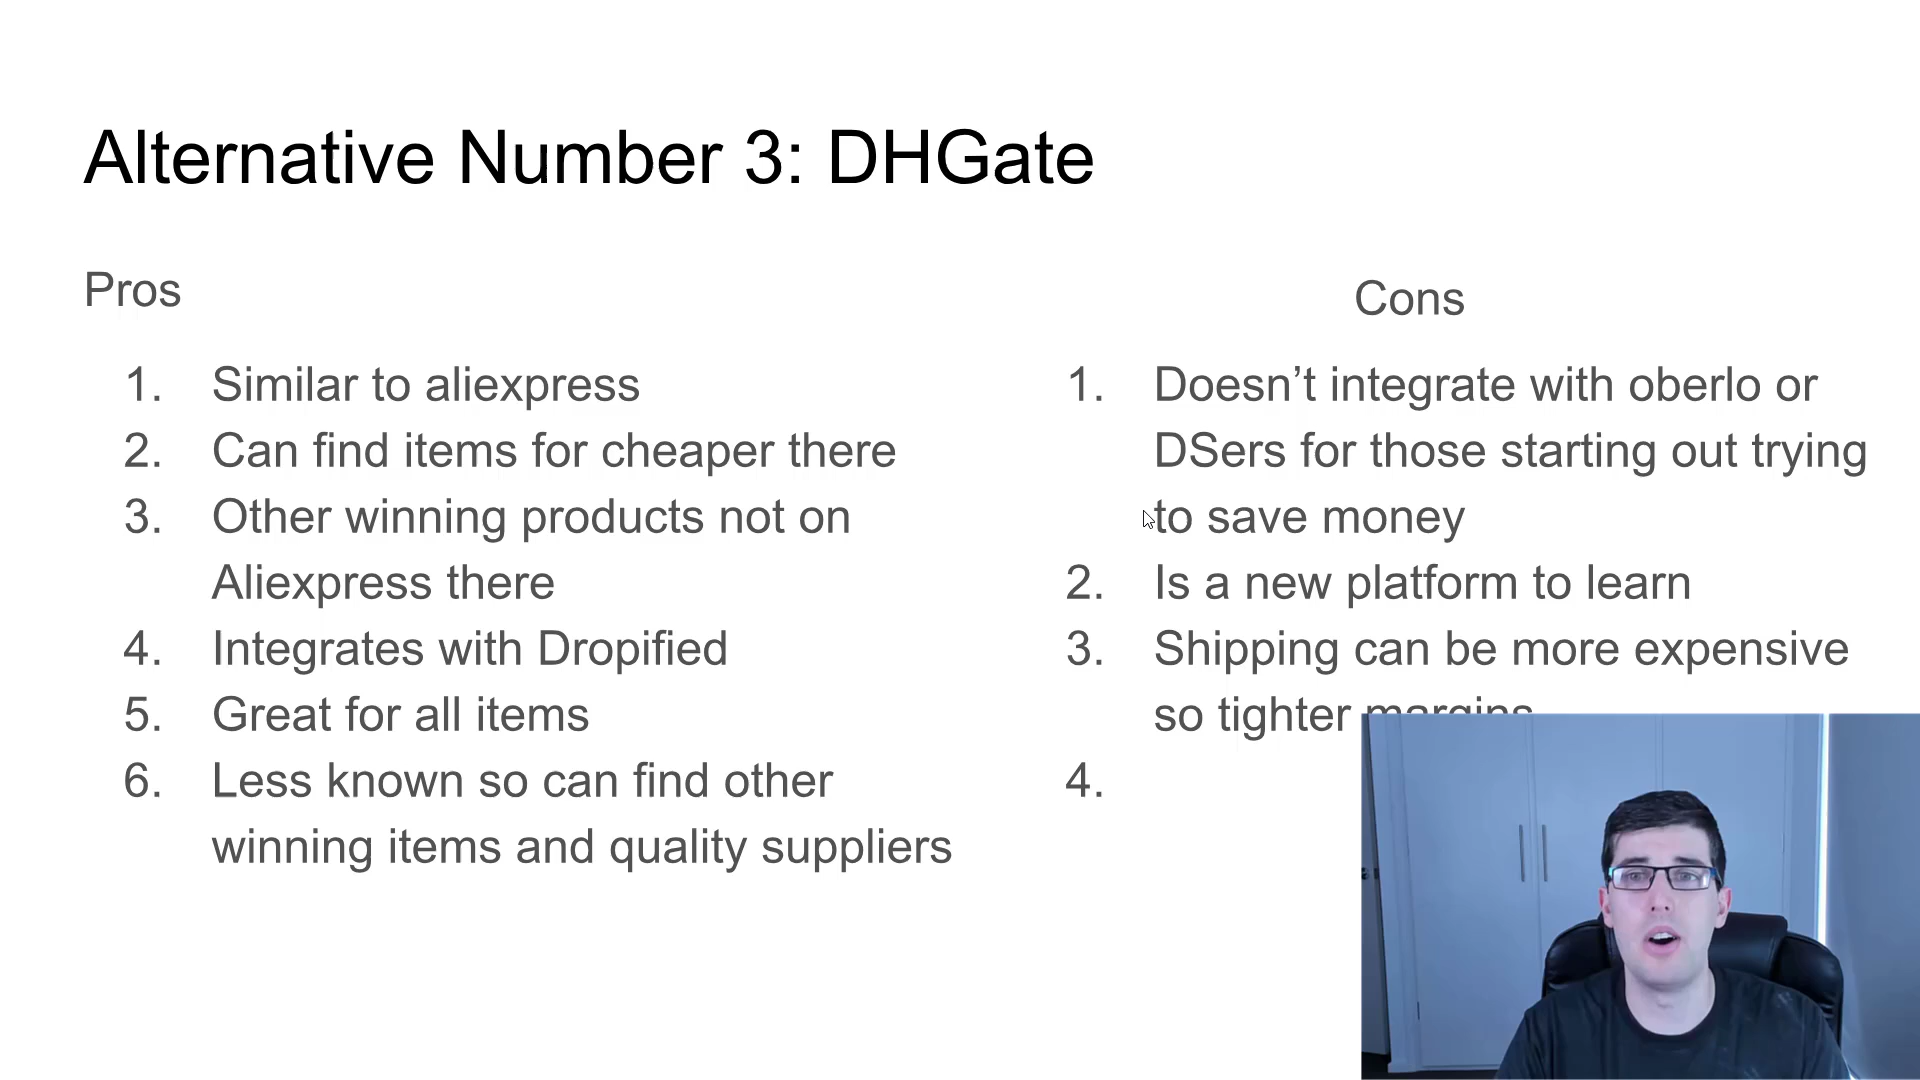 Alternative Number 3: DHGate
Pros
1. Similar to aliexpress
2. Can find items for cheaper there
3. Other winning products not on
Aliexpress there
4. Integrates with Dropified
5. Great for all items
6. Less known so can find other
winning items and quality suppliers
Cons
1. Doesn’t integrate with oberlo or
DSers for those starting out trying
to save money
2. Is a new platform to learn
3. Shipping can be more expensive
so tighter margins
4.